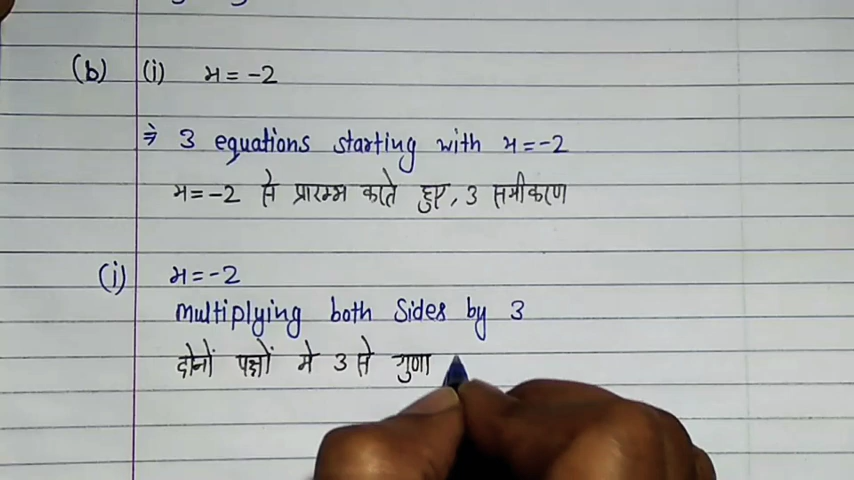 (b) (i) x = -2
⇒ 3 equations starting with x = -2
x = -2 से प्रारम्भ करते हुए, 3 समीकरण
(i) x = -2
Multiplying both Sides by 3
दोनों पक्षों में 3 से गुणा